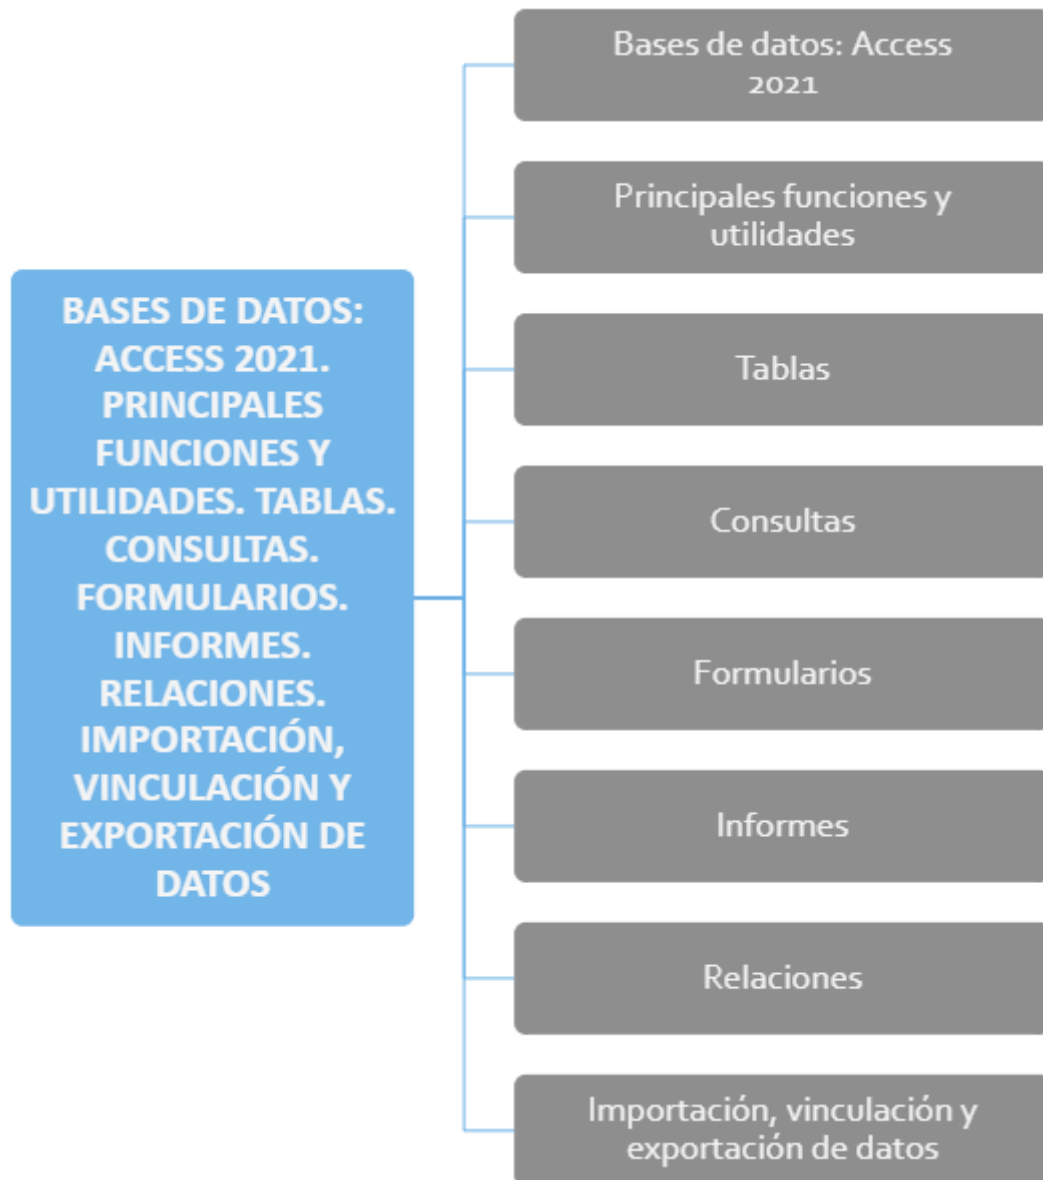 BASES DE DATOS:
ACCESS 2021.
PRINCIPALES
FUNCIONES Y
UTILIDADES. TABLAS.
CONSULTAS.
FORMULARIOS.
INFORMES.
RELACIONES.
IMPORTACIÓN,
VINCULACIÓN Y
EXPORTACIÓN DE
DATOS
Bases de datos: Access
2021
Principales funciones y
utilidades
Tablas
Consultas
Formularios
Informes
Relaciones
Importación, vinculación y
exportación de datos